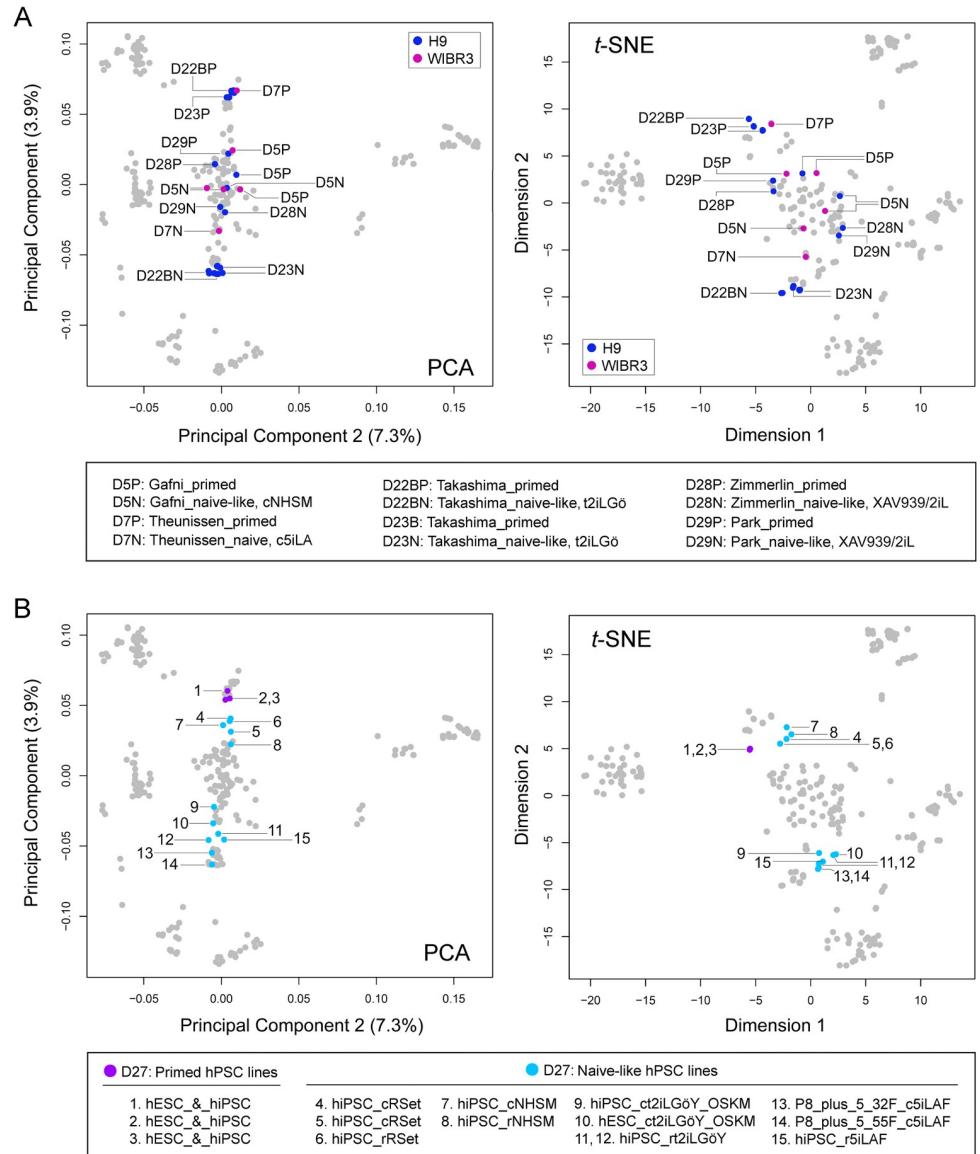 A
Principal Component (3.9%)
0.10
0.05
0.00
−0.05
−0.10
H9
WIBR3
D22BP
D7P
D23P
D29P
D5P
D28P
D5P
D5N
D5N
D5P
D29N
D28N
D7N
D22BN
D23N
PCA
−0.05
0.00
0.05
0.10
0.15
Principal Component 2 (7.3%)
t-SNE
Dimension 2
15
10
5
0
−5
−10
−15
D22BP
D23P
D7P
D5P
D5P
D29P
D28P
D5N
D5N
D28N
D29N
D7N
D22BN
D23N
H9
WIBR3
−20
−15
−10
−5
0
5
10
Dimension 1
D5P: Gafni_primed
D5N: Gafni_naive-like, cNHSM
D7P: Theunissen_primed
D7N: Theunissen_naive, c5iLA
D22BP: Takashima_primed
D22BN: Takashima_naive-like, t2iLGö
D23B: Takashima_primed
D23N: Takashima_naive-like, t2iLGö
D28P: Zimmerlin_primed
D28N: Zimmerlin_naive-like, XAV939/2iL
D29P: Park_primed
D29N: Park_naive-like, XAV939/2iL
B
Principal Component (3.9%)
0.10
0.05
0.00
−0.05
−0.10
1
2,3
4
6
7
5
8
9
10
11
12
15
13
14
PCA
−0.05
0.00
0.05
0.10
0.15
Principal Component 2 (7.3%)
t-SNE
Dimension 2
15
10
5
0
−5
−10
−15
7
8
4
1,2,3
5,6
9
10
15
11,12
13,14
−20
−15
−10
−5
0
5
10
Dimension 1
D27: Primed hPSC lines
1. hESC_&_hiPSC
2. hESC_&_hiPSC
3. hESC_&_hiPSC
D27: Naive-like hPSC lines
4. hiPSC_cRSet
5. hiPSC_cRSet
6. hiPSC_rRSet
7. hiPSC_cNHSM
8. hiPSC_rNHSM
9. hiPSC_ct2iLGöY_OSKM
10. hESC_ct2iLGöY_OSKM
11, 12. hiPSC_rt2iLGöY
13. P8_plus_5_32F_c5iLAF
14. P8_plus_5_55F_c5iLAF
15. hiPSC_r5iLAF